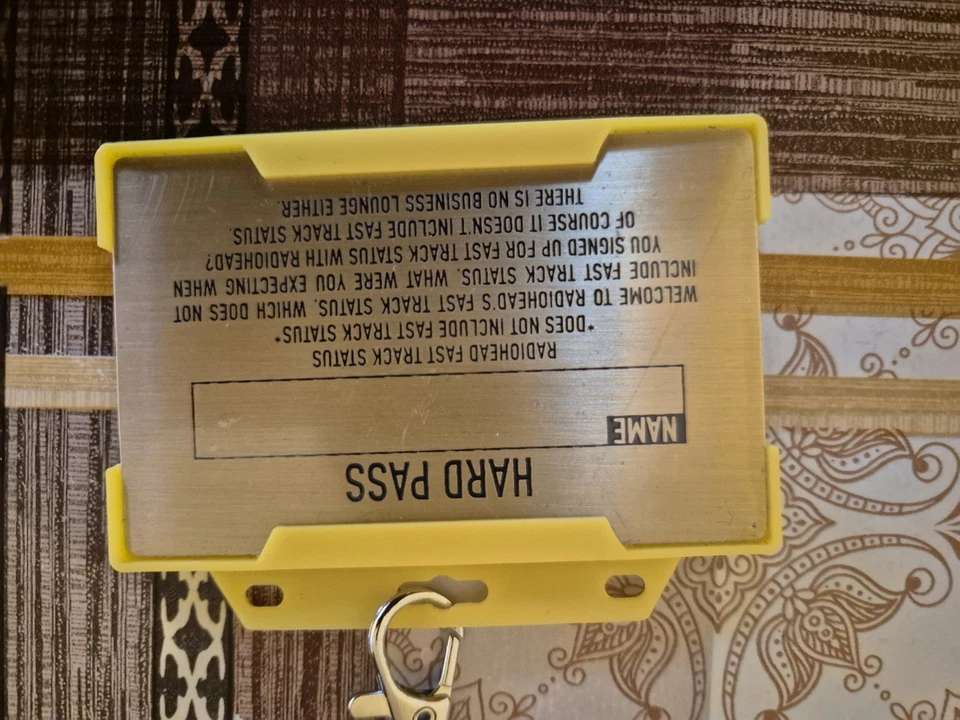 HARD PASS
NAME
RADIOHEAD FAST TRACK STATUS
*DOES NOT INCLUDE FAST TRACK STATUS*
WELCOME TO RADIOHEAD'S FAST TRACK STATUS. WHICH DOES NOT
INCLUDE FAST TRACK STATUS. WHAT WERE YOU EXPECTING WHEN
YOU SIGNED UP FOR FAST TRACK STATUS WITH RADIOHEAD?
OF COURSE IT DOESN'T INCLUDE FAST TRACK STATUS.
THERE IS NO BUSINESS LOUNGE EITHER.